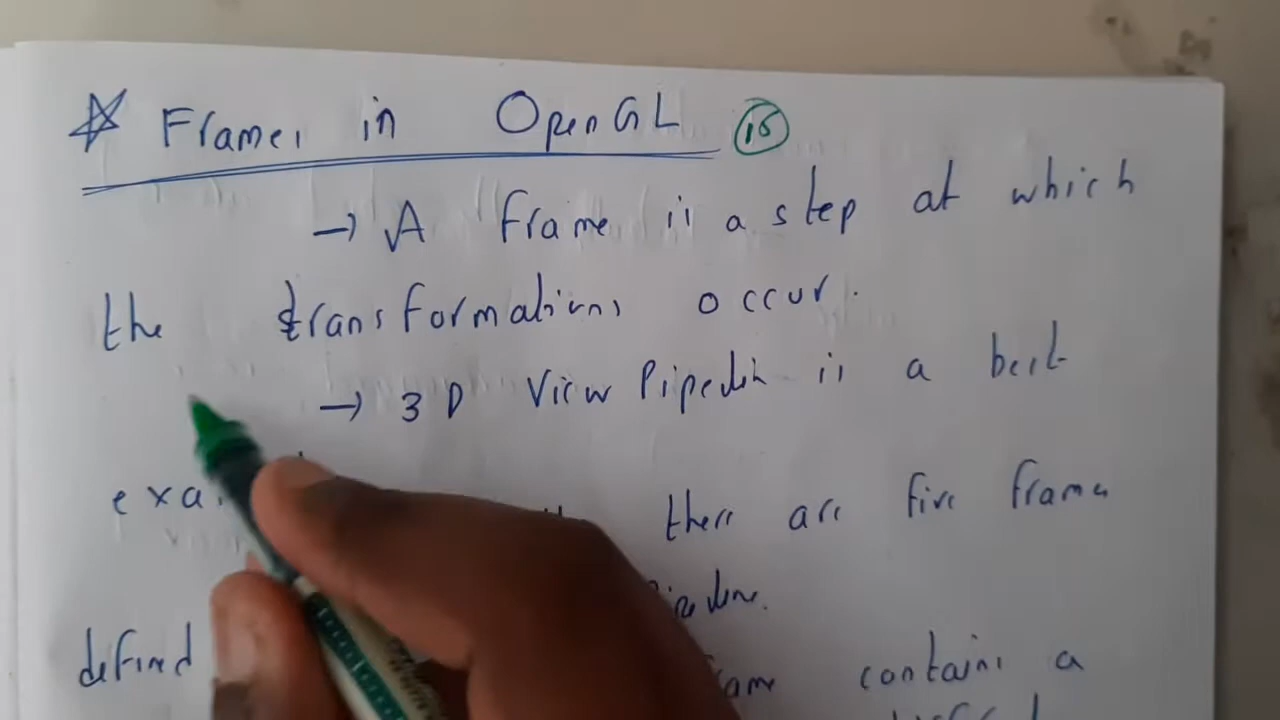 Frames in OpenGL 15
→ A frame is a step at which
the transformations occur.
→ 3D View Pipeline is a best
there are five frames
defined
contains a